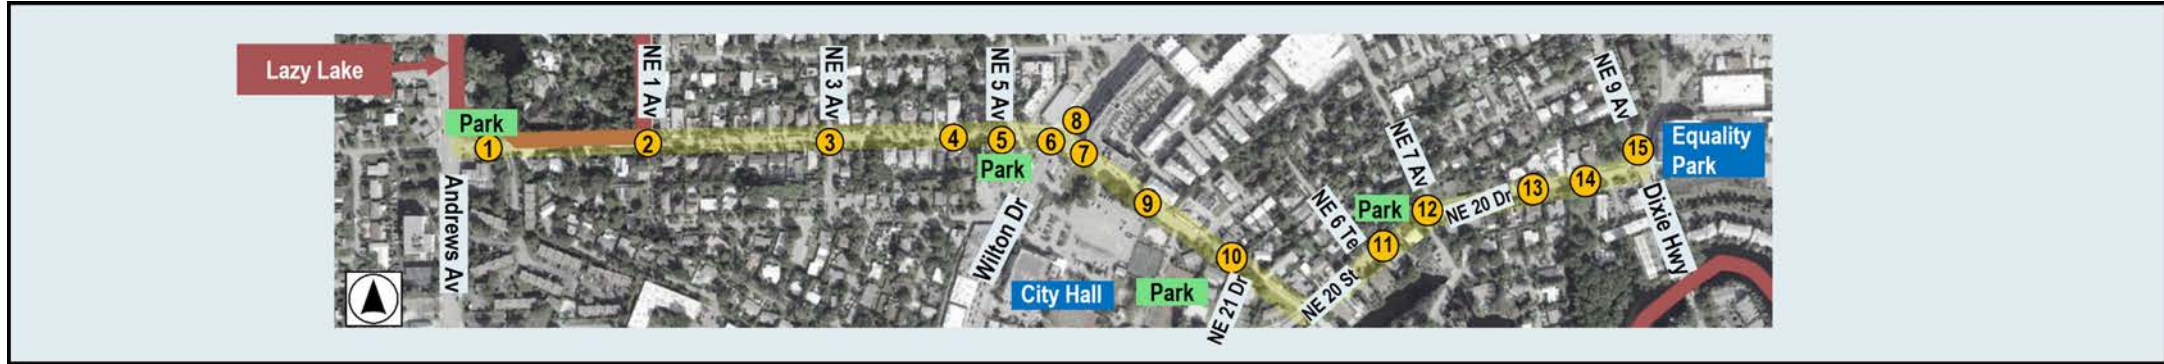 Lazy Lake
Park
1
2
3
4
5
6
7
8
9
10
11
12
13
14
15
NE 1 Av
NE 3 Av
NE 5 Av
Park
Andrews Av
Wilton Dr
City Hall
Park
NE 21 Dr
NE 20 St
NE 6 Te
Park
NE 7 Av
NE 20 Dr
NE 9 Av
Equality
Park
Dixie Hwy